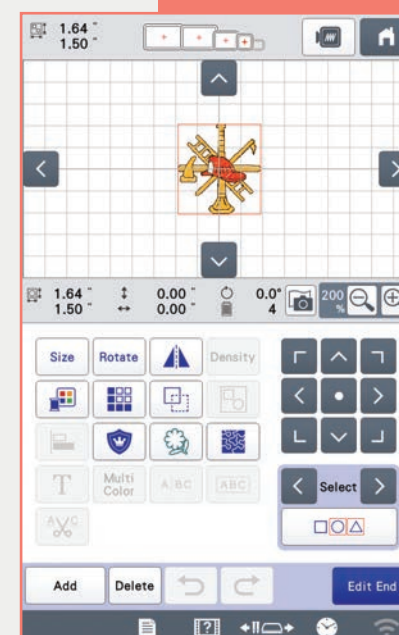 1.64 "
1.50 "
1.64 " 0.00 " 0.0° 200
1.50 " 0.00 " 4 %
Size Rotate Density
T Multi Color ABC ABC
Select
A C
Add Delete Edit End